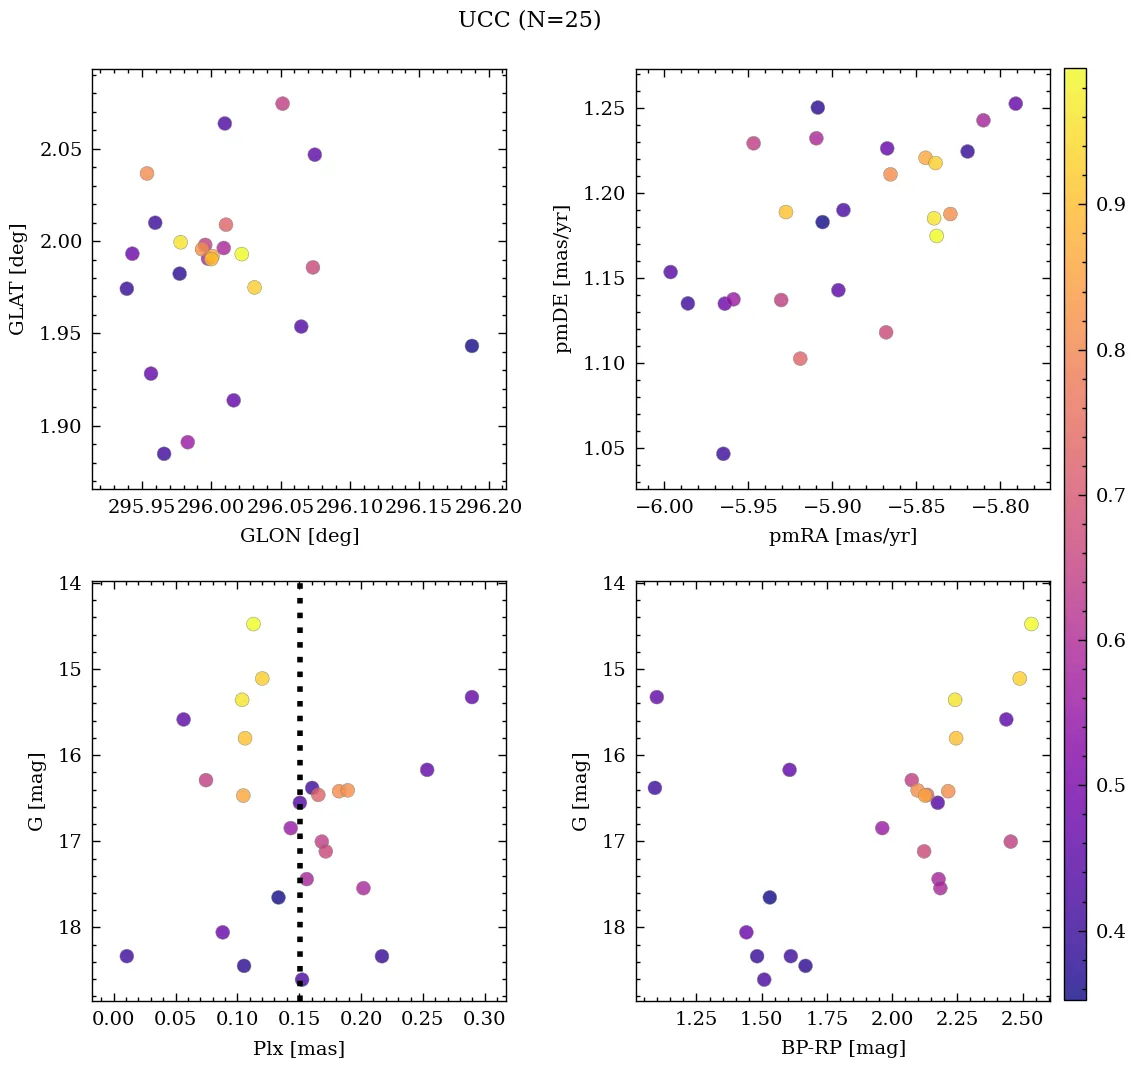 UCC (N=25)
2.05
2.00
1.95
1.90
GLAT [deg]
295.95 296.00 296.05 296.10 296.15 296.20
GLON [deg]
1.25
1.20
1.15
1.10
1.05
pmDE [mas/yr]
−6.00 −5.95 −5.90 −5.85 −5.80
pmRA [mas/yr]
14
15
16
17
18
G [mag]
0.00 0.05 0.10 0.15 0.20 0.25 0.30
Plx [mas]
14
15
16
17
18
G [mag]
1.25 1.50 1.75 2.00 2.25 2.50
BP-RP [mag]
0.9
0.8
0.7
0.6
0.5
0.4